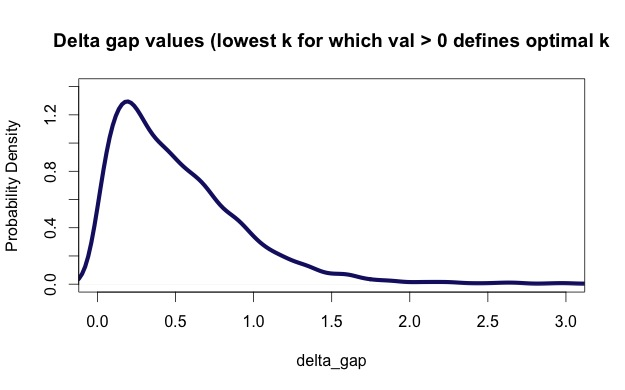 Delta gap values (lowest k for which val > 0 defines optimal k
Probability Density
1.2
0.8
0.4
0.0
0.0 0.5 1.0 1.5 2.0 2.5 3.0
delta_gap